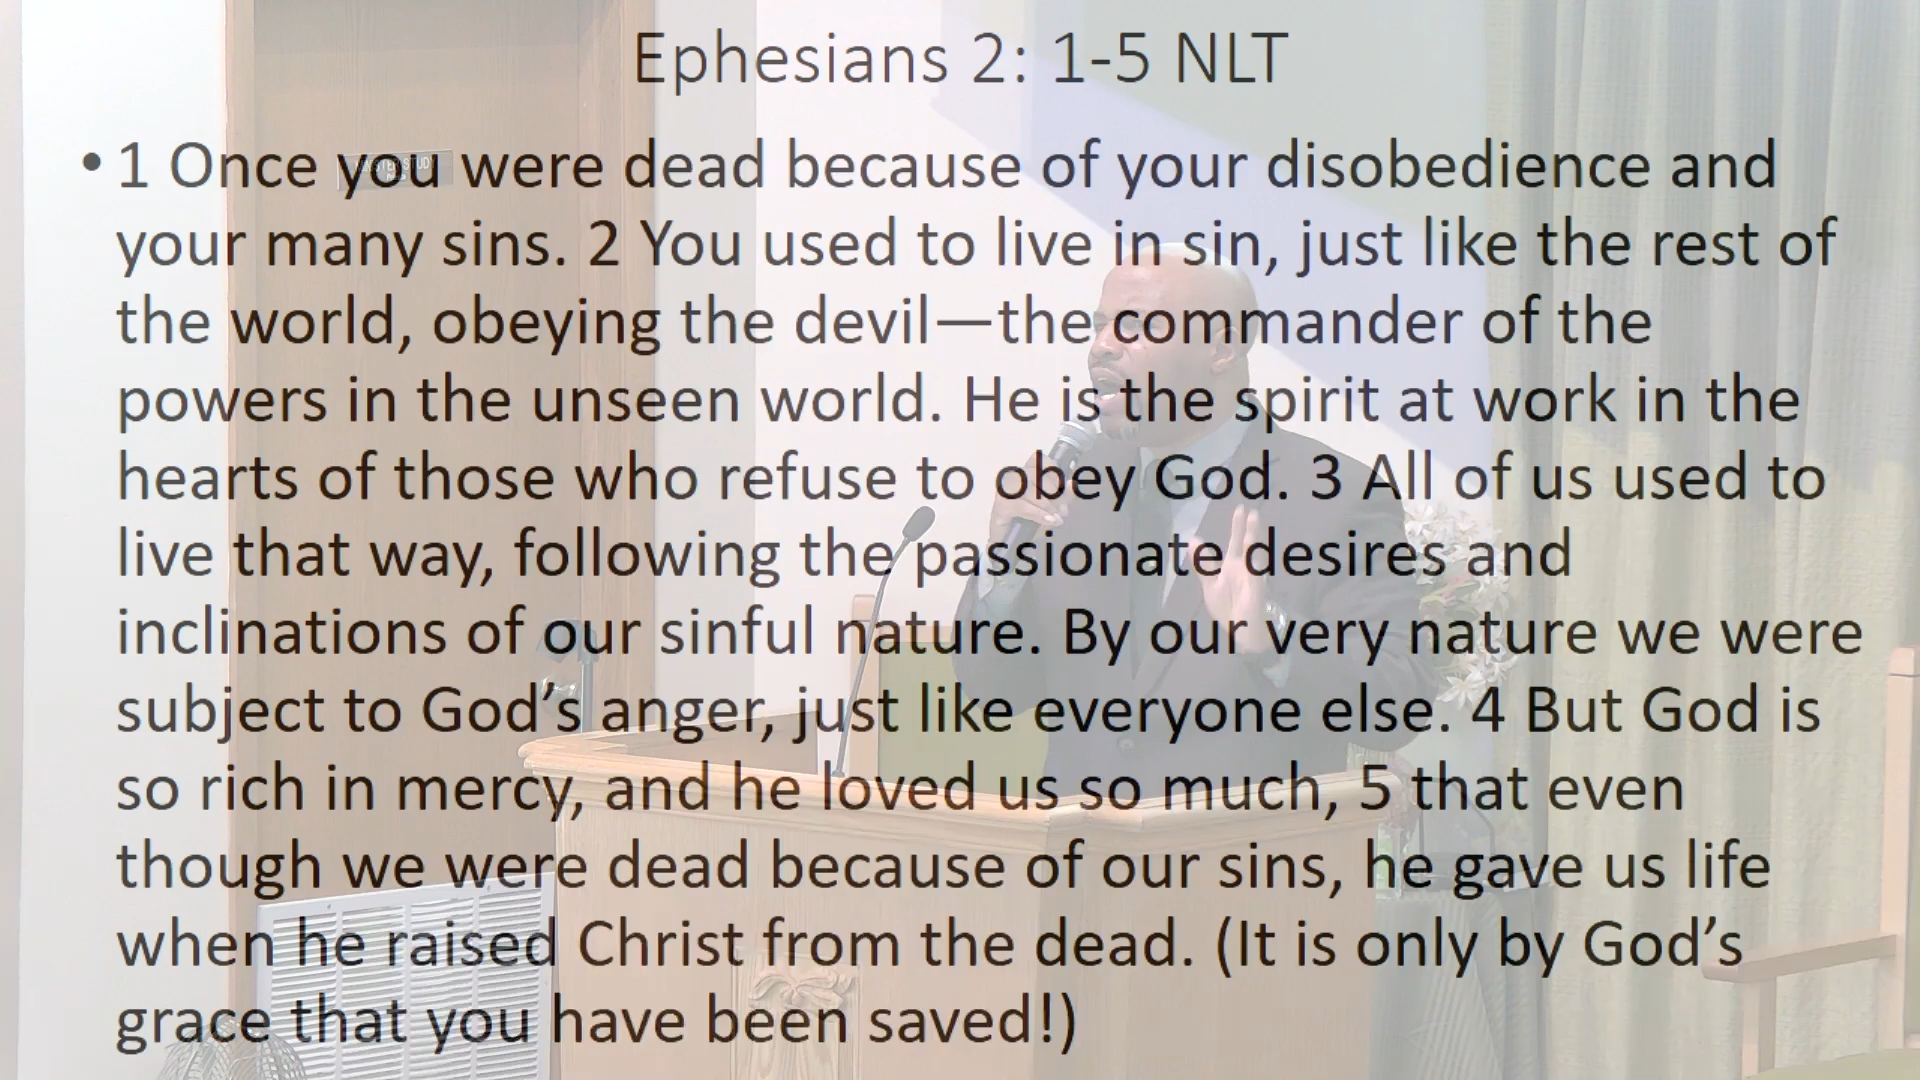 Ephesians 2: 1-5 NLT
• 1 Once you were dead because of your disobedience and
your many sins. 2 You used to live in sin, just like the rest of
the world, obeying the devil—the commander of the
powers in the unseen world. He is the spirit at work in the
hearts of those who refuse to obey God. 3 All of us used to
live that way, following the passionate desires and
inclinations of our sinful nature. By our very nature we were
subject to God’s anger, just like everyone else. 4 But God is
so rich in mercy, and he loved us so much, 5 that even
though we were dead because of our sins, he gave us life
when he raised Christ from the dead. (It is only by God’s
grace that you have been saved!)